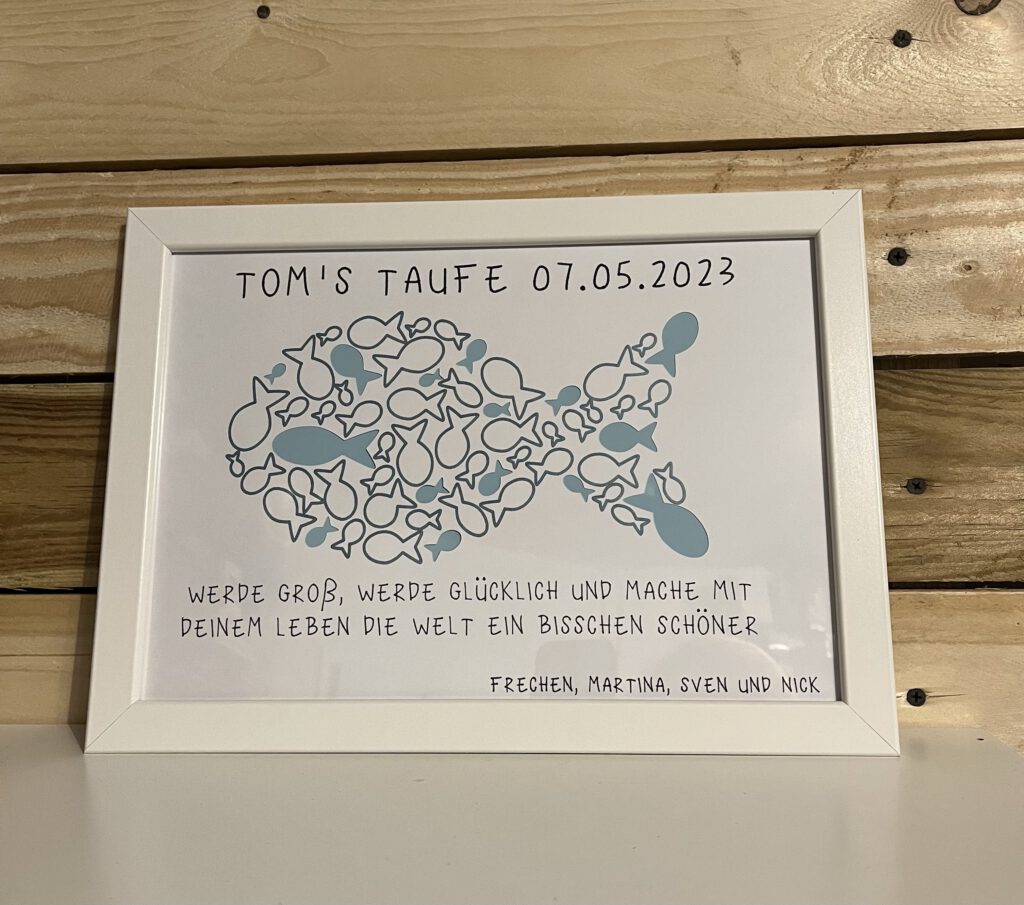 TOM'S TAUFE 07.05.2023
WERDE GROß, WERDE GLÜCKLICH UND MACHE MIT
DEINEM LEBEN DIE WELT EIN BISSCHEN SCHÖNER
FRECHEN, MARTINA, SVEN UND NICK